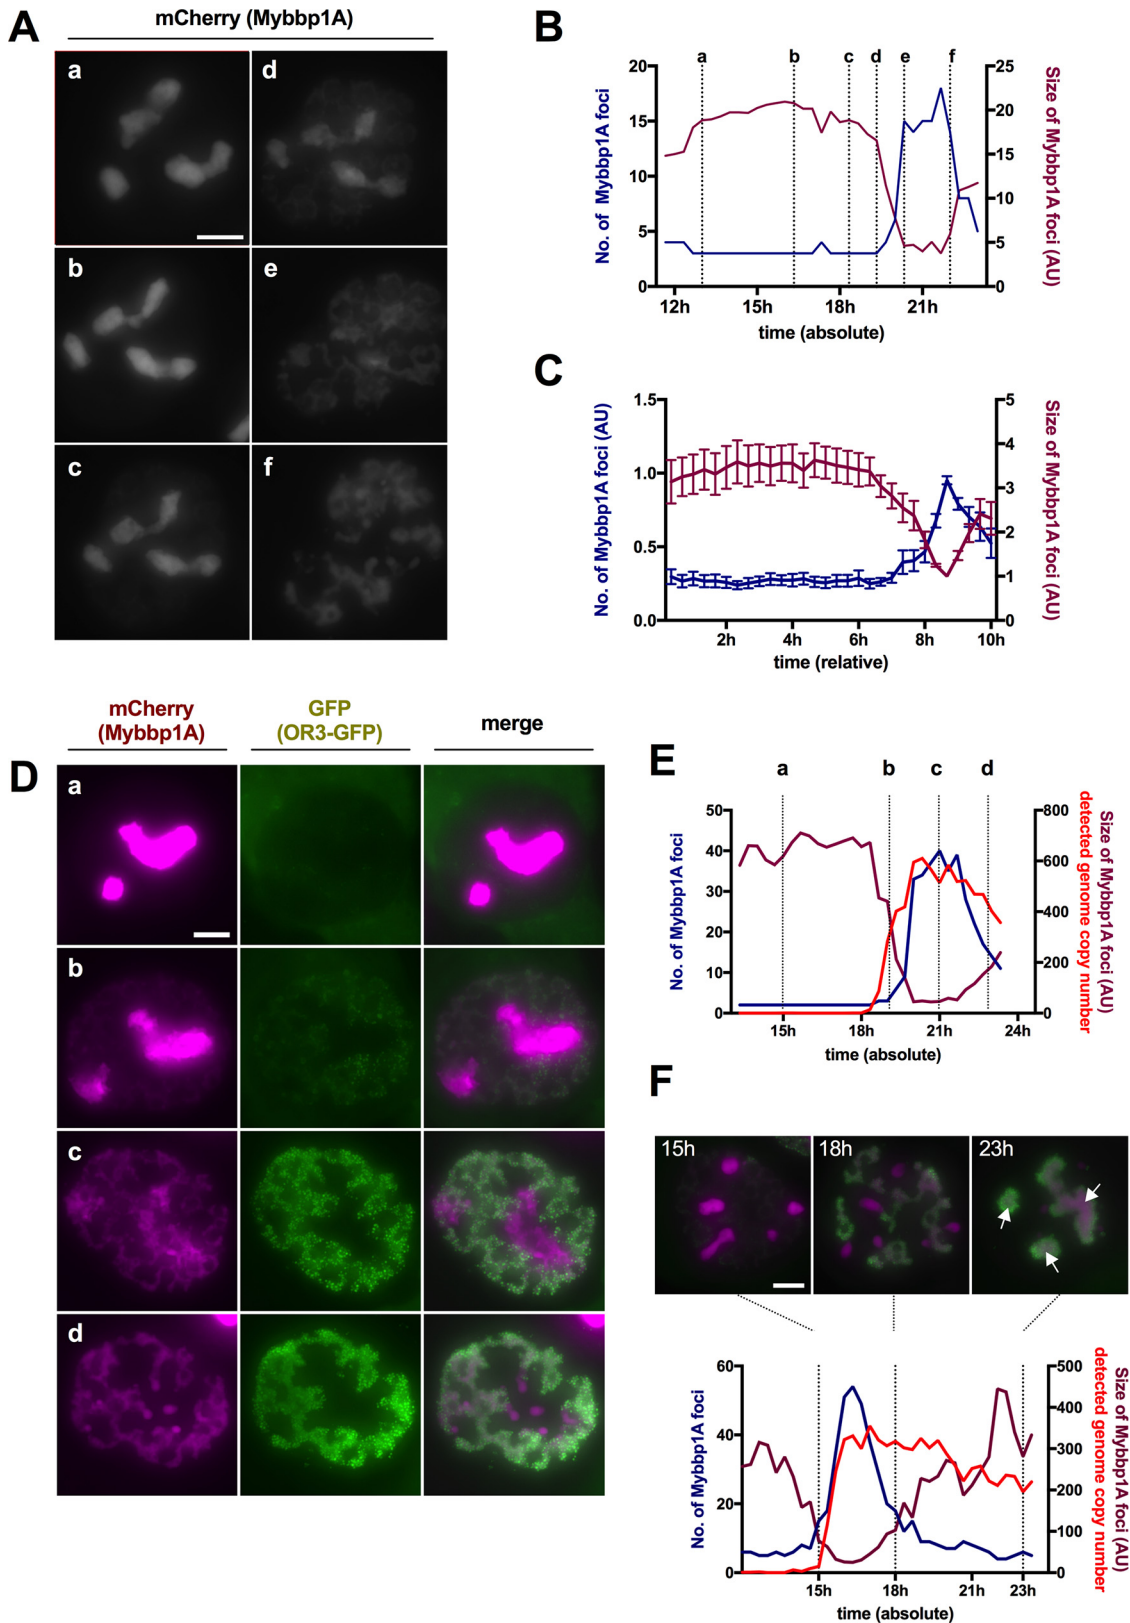 A
mCherry (Mybbp1A)
a
d
b
e
c
f
B
a b c d e f
No. of Mybbp1A foci
Size of Mybbp1A foci (AU)
20
15
10
5
0
25
20
15
10
5
0
12h 15h 18h 21h
time (absolute)
C
No. of Mybbp1A foci (AU)
Size of Mybbp1A foci (AU)
1.5
1.0
0.5
0.0
5
4
3
2
1
0
2h 4h 6h 8h 10h
time (relative)
D
mCherry
(Mybbp1A)
GFP
(OR3-GFP)
merge
a
b
c
d
E
a b c d
No. of Mybbp1A foci
Size of Mybbp1A foci (AU)
detected genome copy number
50
40
30
20
10
0
800
600
400
200
0
15h 18h 21h 24h
time (absolute)
F
15h
18h
23h
No. of Mybbp1A foci
Size of Mybbp1A foci (AU)
detected genome copy number
60
40
20
0
500
400
300
200
100
0
15h 18h 21h 23h
time (absolute)